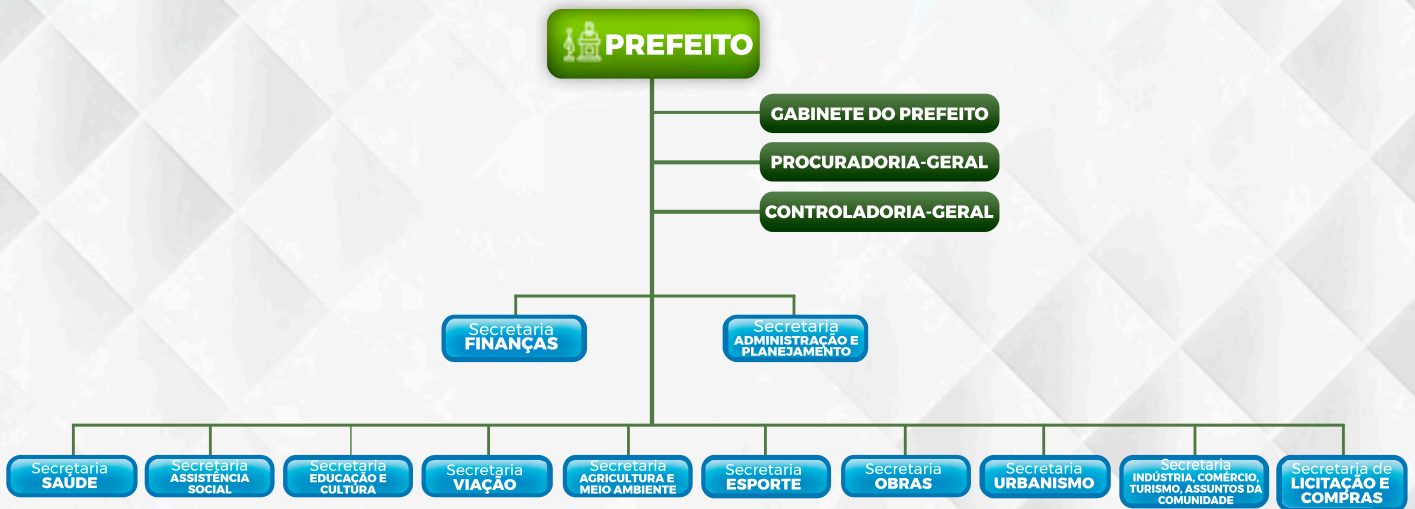 PREFEITO
GABINETE DO PREFEITO
PROCURADORIA-GERAL
CONTROLADORIA-GERAL
Secretaria
FINANÇAS
Secretaria
ADMINISTRAÇÃO E
PLANEJAMENTO
Secretaria
SAÚDE
Secretaria
ASSISTÊNCIA
SOCIAL
Secretaria
EDUCAÇÃO E
CULTURA
Secretaria
VIAÇÃO
Secretaria
AGRICULTURA E
MEIO AMBIENTE
Secretaria
ESPORTE
Secretaria
OBRAS
Secretaria
URBANISMO
Secretaria
INDÚSTRIA, COMÉRCIO,
TURISMO, ASSUNTOS DA
COMUNIDADE
Secretaria de
LICITAÇÃO E
COMPRAS